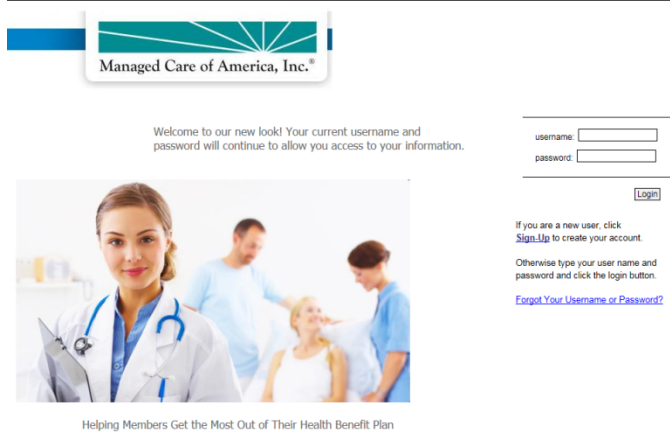 Managed Care of America, Inc.®
Welcome to our new look! Your current username and
password will continue to allow you access to your information.
username:
password:
Login
If you are a new user, click
Sign-Up to create your account.
Otherwise type your user name and
password and click the login button.
Forgot Your Username or Password?
Helping Members Get the Most Out of Their Health Benefit Plan